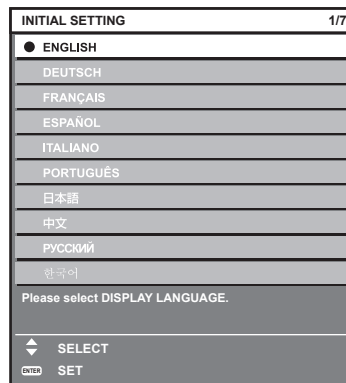 INITIAL SETTING 1/7
ENGLISH
DEUTSCH
FRANÇAIS
ESPAÑOL
ITALIANO
PORTUGUÊS
日本語
中文
РУССКИЙ
한국어
Please select DISPLAY LANGUAGE.
SELECT
ENTER SET